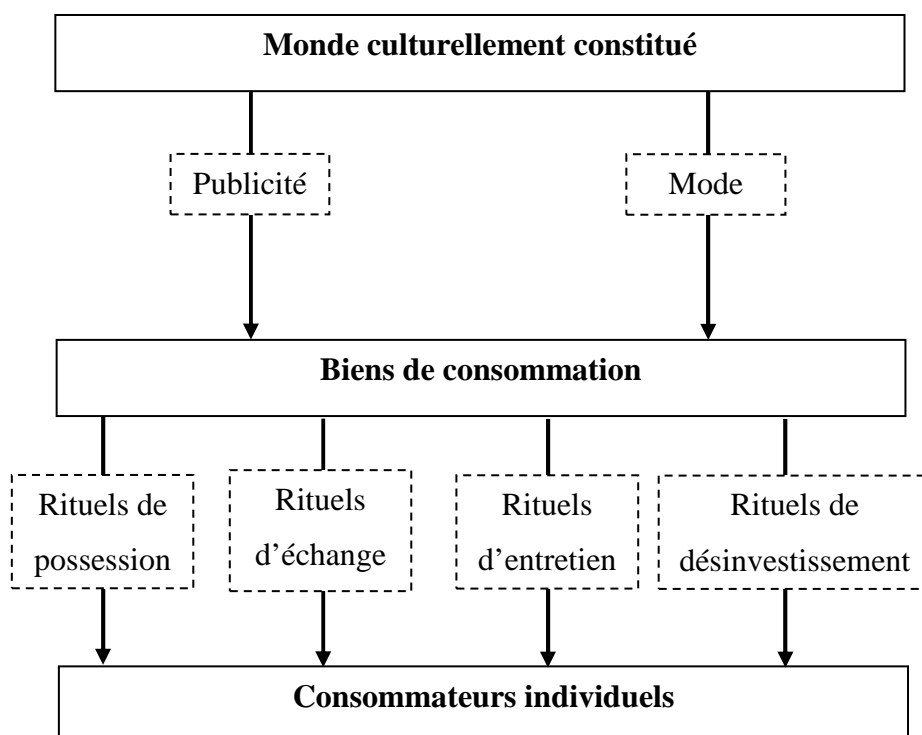 Monde culturellement constitué
Publicité
Mode
Biens de consommation
Rituels de
possession
Rituels
d’échange
Rituels
d’entretien
Rituels de
désinvestissement
Consommateurs individuels